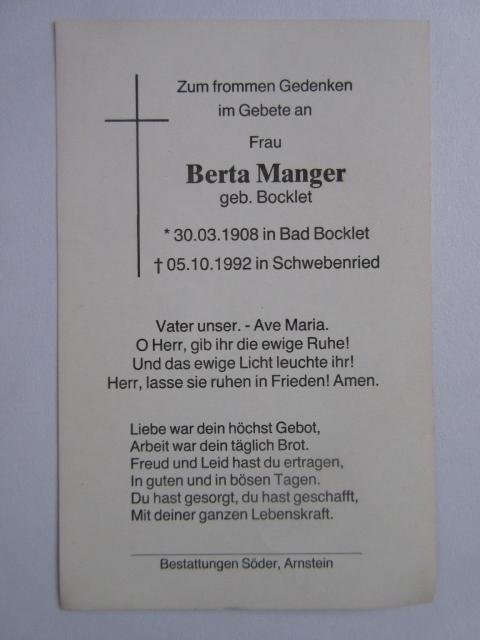 Zum frommen Gedenken
im Gebete an
Frau
Berta Manger
geb. Bocklet
* 30.03.1908 in Bad Bocklet
† 05.10.1992 in Schwebenried
Vater unser. - Ave Maria.
O Herr, gib ihr die ewige Ruhe!
Und das ewige Licht leuchte ihr!
Herr, lasse sie ruhen in Frieden! Amen.
Liebe war dein höchst Gebot,
Arbeit war dein täglich Brot.
Freud und Leid hast du ertragen,
In guten und in bösen Tagen.
Du hast gesorgt, du hast geschafft,
Mit deiner ganzen Lebenskraft.
Bestattungen Söder, Arnstein